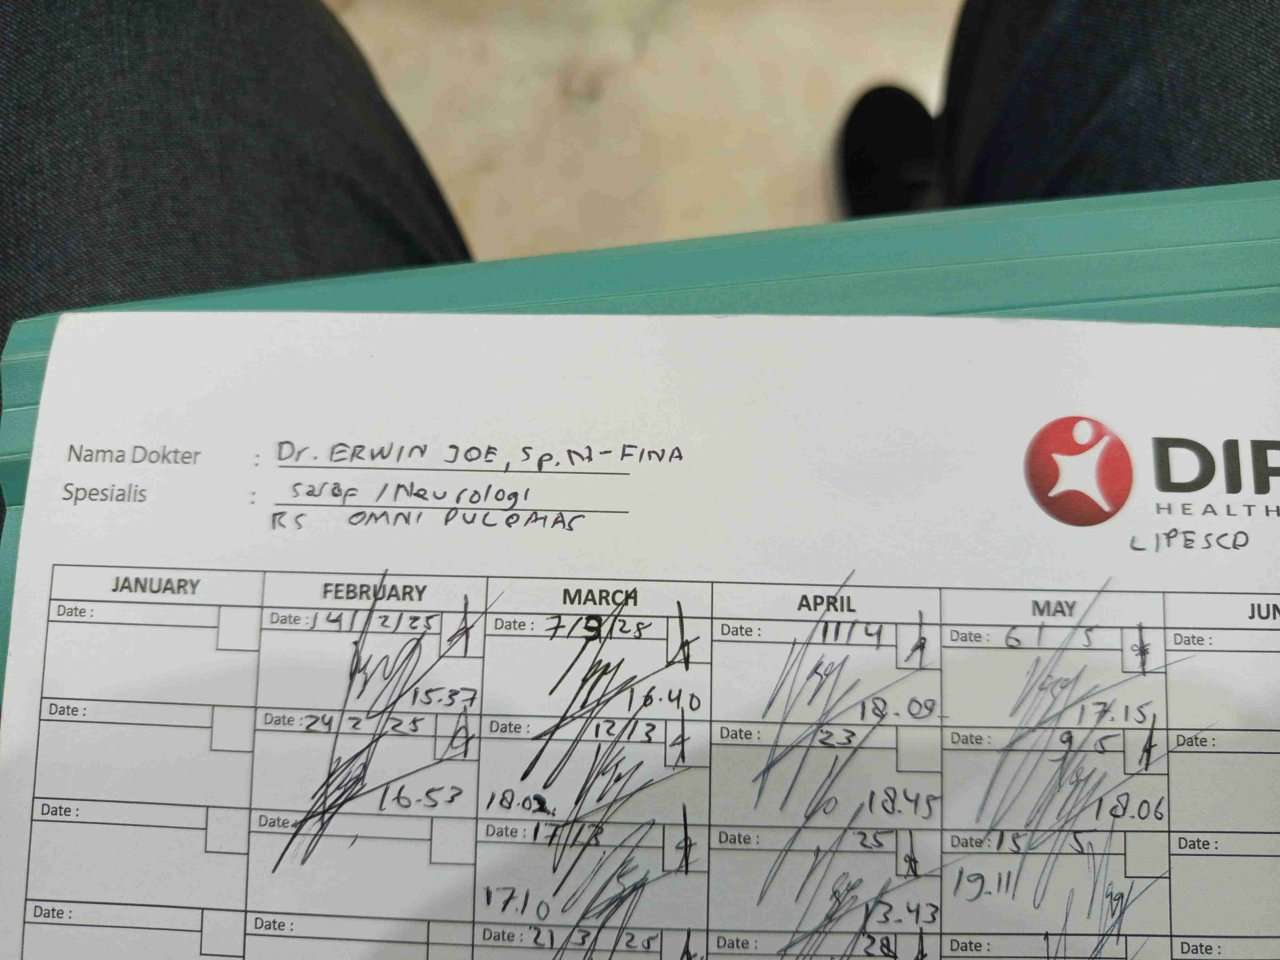 Nama Dokter : Dr. ERWIN JOE, Sp.N-FINA
Spesialis : Saraf /Neurologi
RS OMNI PULOMAS
DIP
HEALTH
LIPESCO
JANUARY FEBRUARY MARCH APRIL MAY JUN
Date : Date : 14/2/25 Date : 7/3/25 Date : 11/4 Date : 6/5 Date :
15.37 16.40 18.09 17.15
Date : Date : 24 2 25 Date : 12/3 Date : 23 Date : 9/5 Date :
16.53 18.02 18.45 18.06
Date : Date Date : 17/3 Date : 25 Date : 15 5 Date :
17.10 13.43 19.11
Date : Date : Date : 21/3/25 Date : 28 Date : Date :